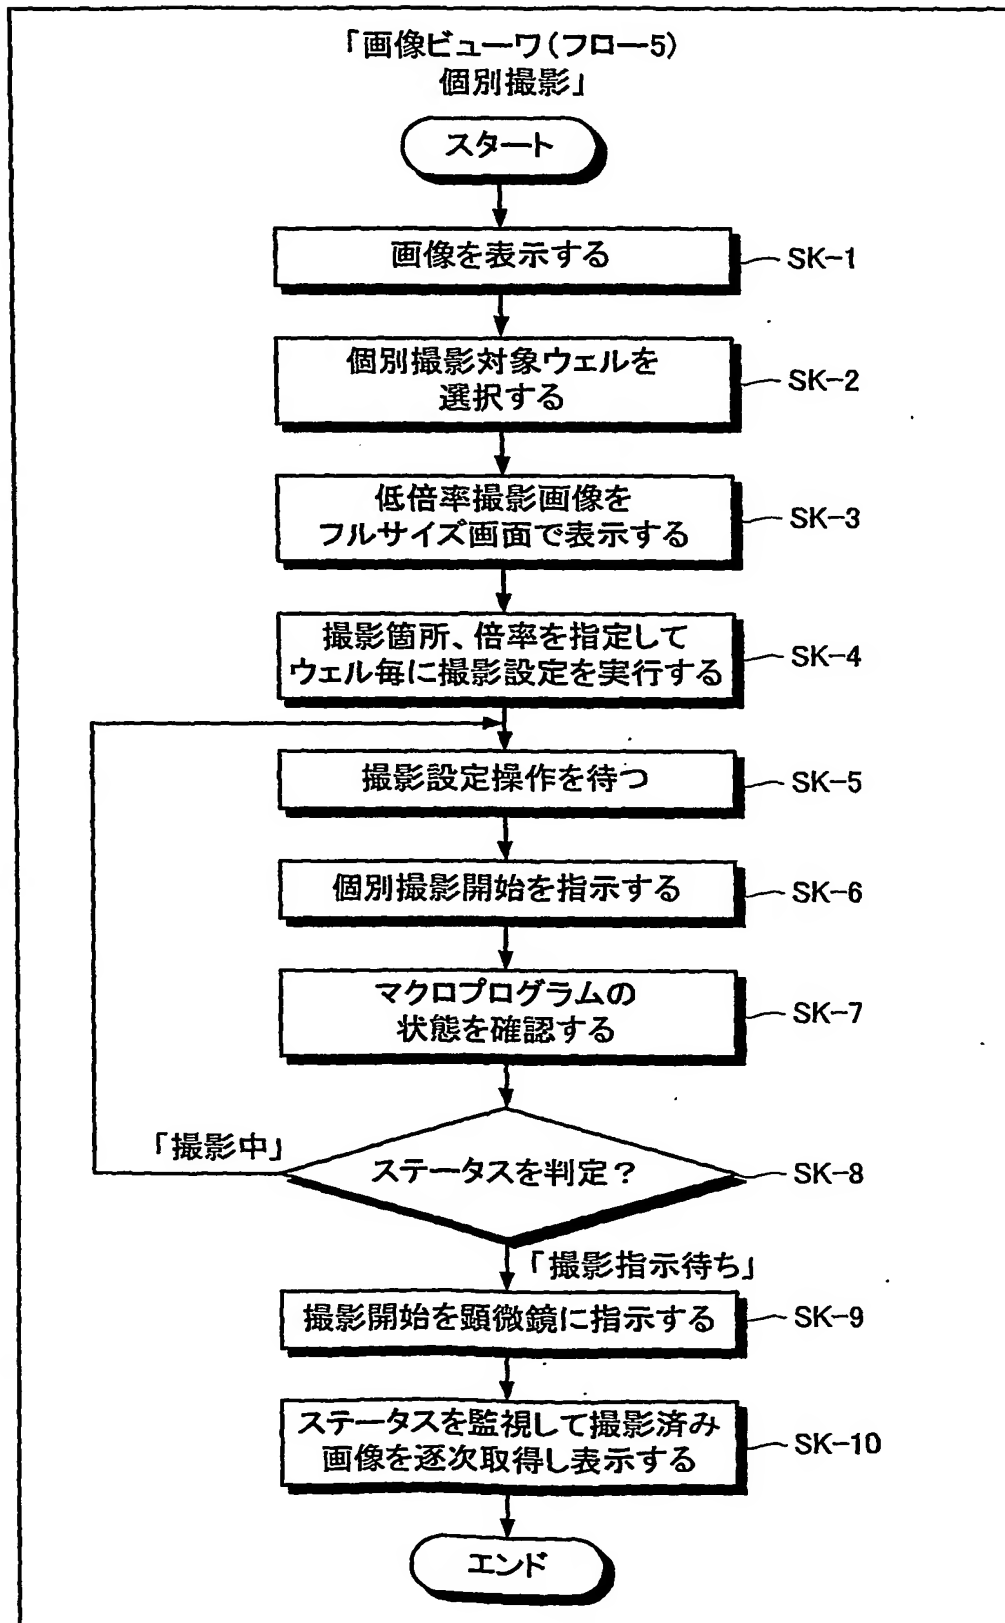 「画像ビューワ(フロー5)
個別撮影」
スタート
画像を表示する
SK-1
個別撮影対象ウェルを
選択する
SK-2
低倍率撮影画像を
フルサイズ画面で表示する
SK-3
撮影箇所、倍率を指定して
ウェル毎に撮影設定を実行する
SK-4
撮影設定操作を待つ
SK-5
個別撮影開始を指示する
SK-6
マクロプログラムの
状態を確認する
SK-7
「撮影中」
ステータスを判定?
SK-8
「撮影指示待ち」
撮影開始を顕微鏡に指示する
SK-9
ステータスを監視して撮影済み
画像を逐次取得し表示する
SK-10
エンド